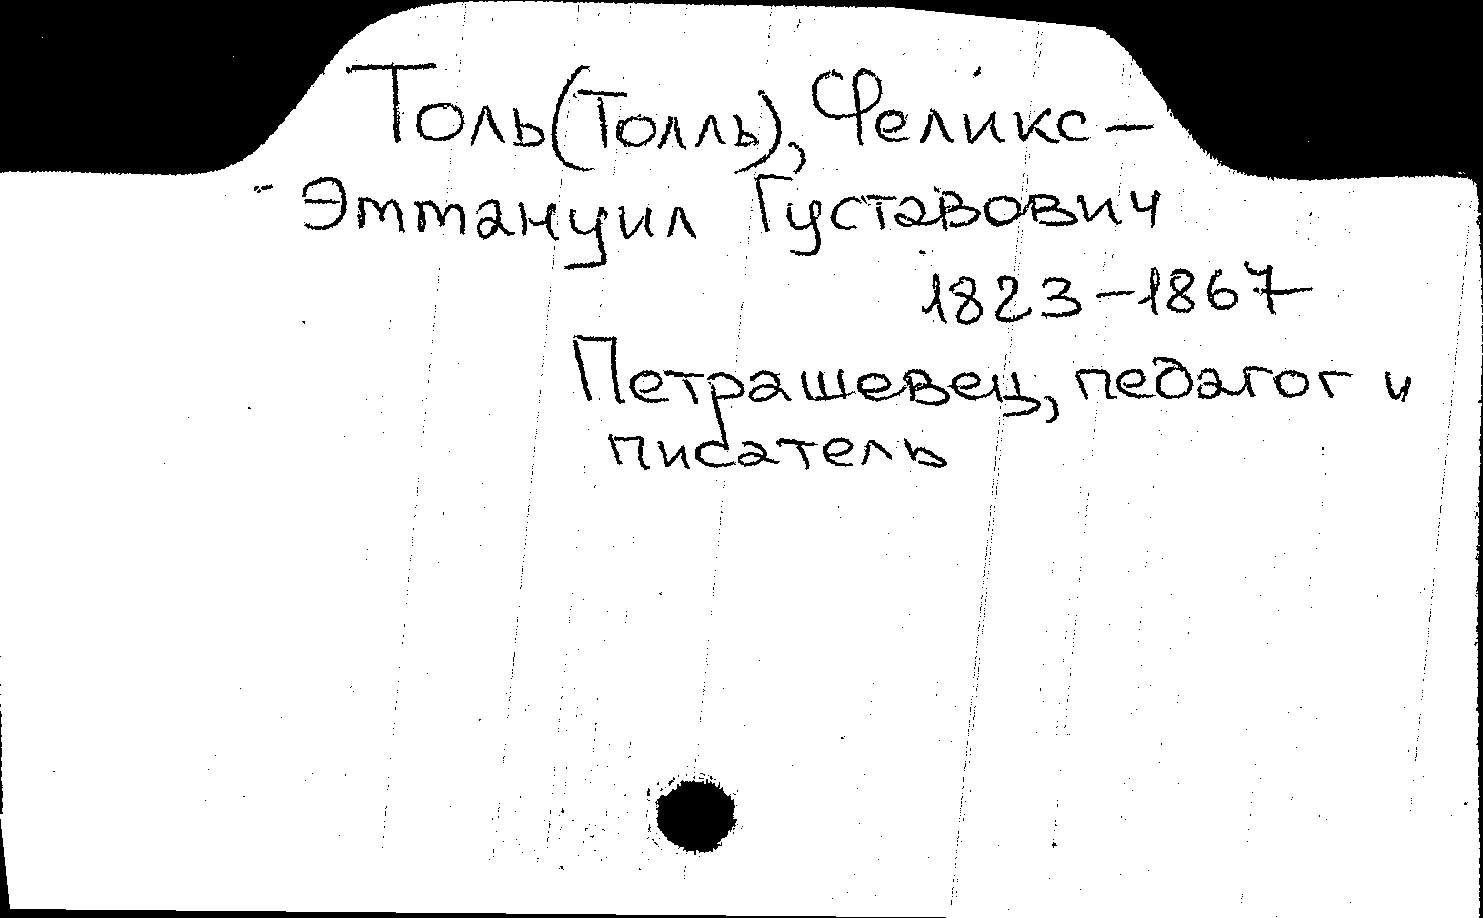 Толь (Толль), Феликс-
-Эммануил Густавович
1823-1867
Петрашевец, педагог и
писатель